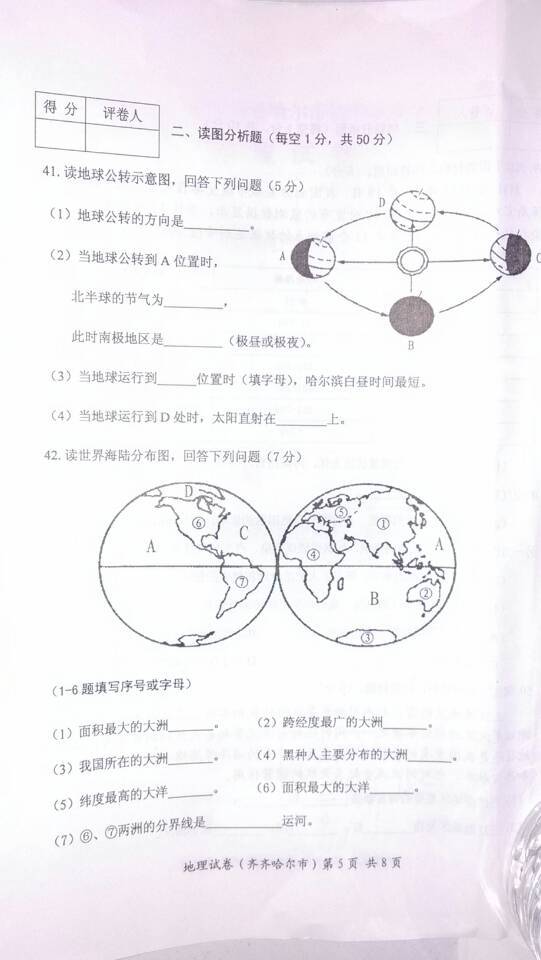 得 分 评卷人
二、读图分析题（每空1分，共50分）
41.读地球公转示意图，回答下列问题（5分）
（1）地球公转的方向是________。
（2）当地球公转到A位置时，
北半球的节气为________，
此时南极地区是________（极昼或极夜）。
D
A
C
B
（3）当地球运行到______位置时（填字母），哈尔滨白昼时间最短。
（4）当地球运行到D处时，太阳直射在________上。
42.读世界海陆分布图，回答下列问题（7分）
D ⑥ A C ⑦
⑤ ① ④ A B ② ③
（1-6题填写序号或字母）
（1）面积最大的大洲______。 （2）跨经度最广的大洲______。
（3）我国所在的大洲______。 （4）黑种人主要分布的大洲______。
（5）纬度最高的大洋______。 （6）面积最大的大洋______。
（7）⑥、⑦两洲的分界线是__________运河。
地理试卷（齐齐哈尔市）第5页 共8页